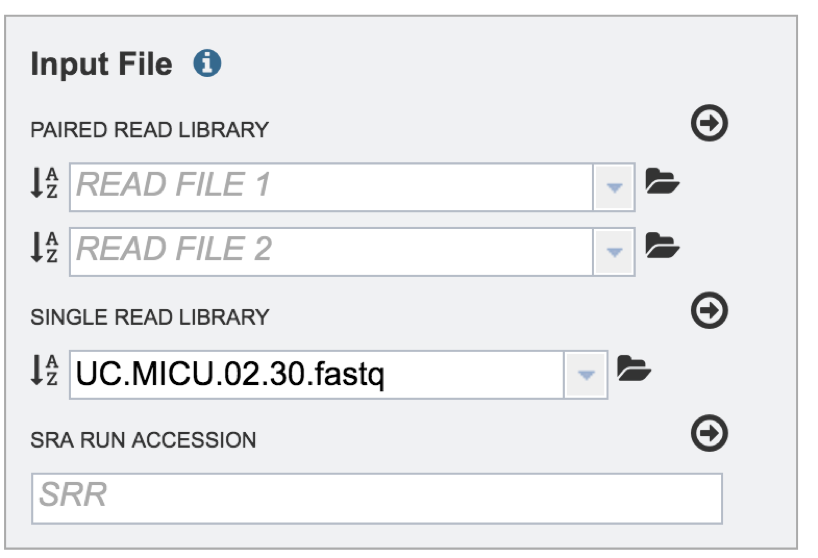 Input File
PAIRED READ LIBRARY
READ FILE 1
READ FILE 2
SINGLE READ LIBRARY
UC.MICU.02.30.fastq
SRA RUN ACCESSION
SRR